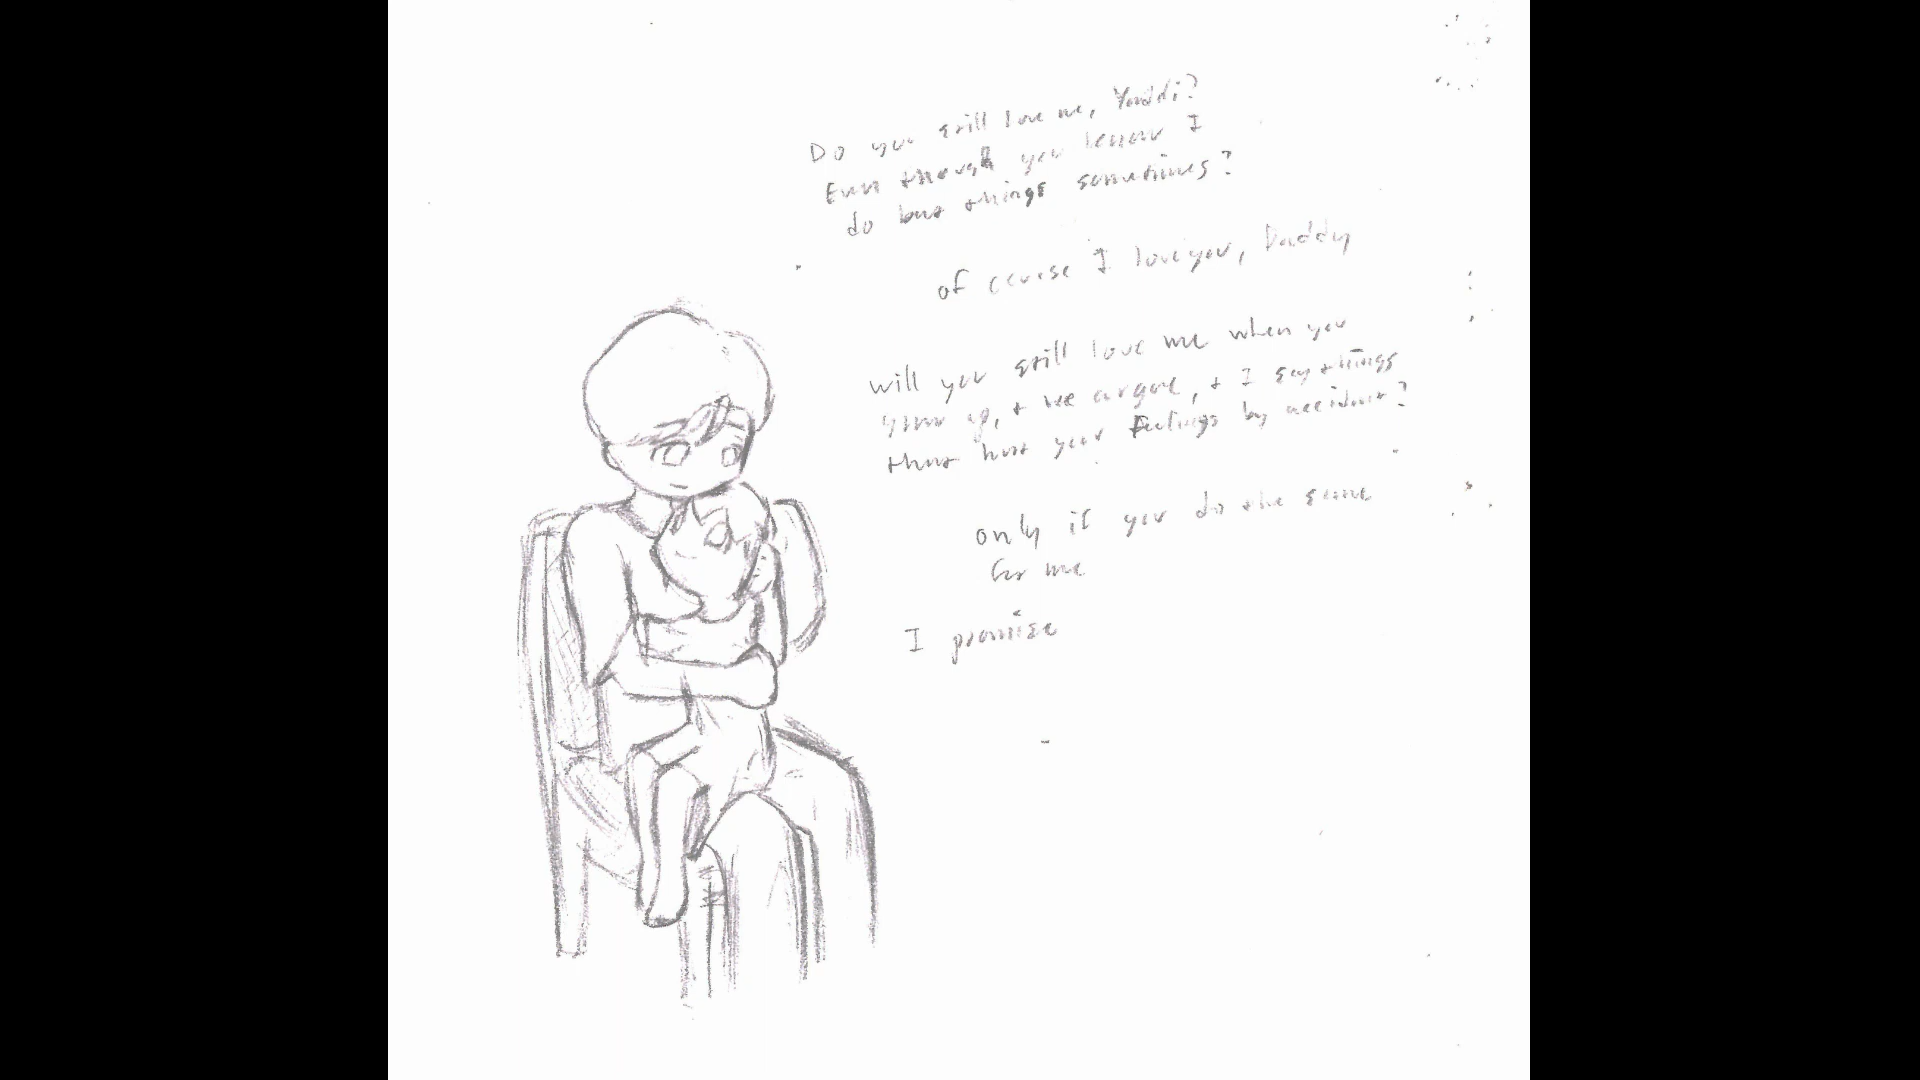 Do you still love me,
Even though you know I
do but things sometimes?
of course I love you, Daddy
will you still love me when you
grow up, + we argue, + I say things
that hurt your feelings by accident?
only if you do the same
for me
I promise